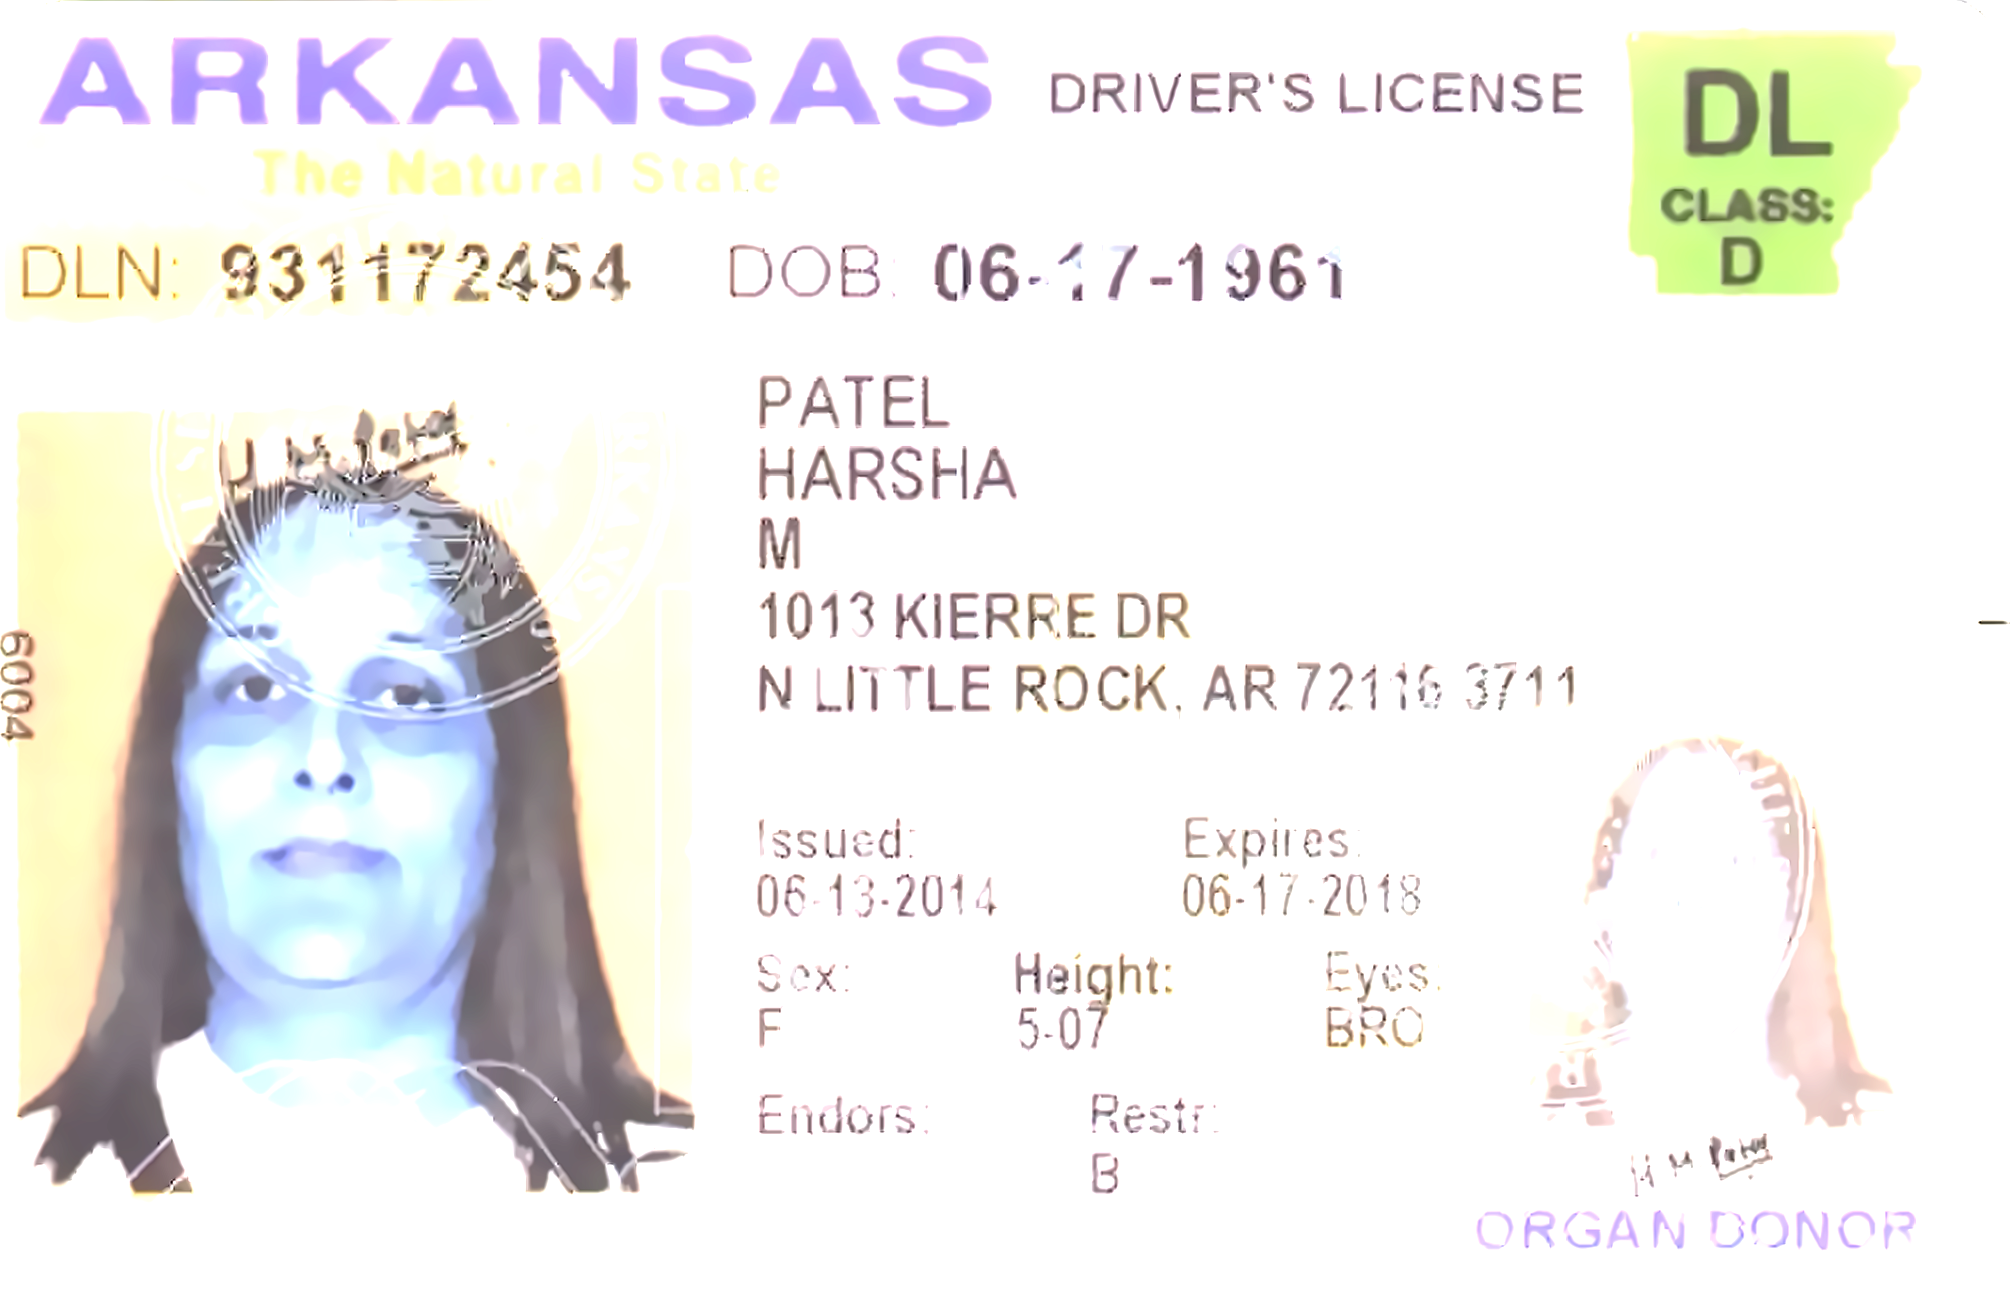 ARKANSAS DRIVER'S LICENSE
The Natural State
DL
CLASS:
D
DLN: 931172454 DOB: 06-17-1961
PATEL
HARSHA
M
1013 KIERRE DR
N LITTLE ROCK, AR 72116 3711
6004
Issued: Expires:
06-13-2014 06-17-2018
Sex: Height: Eyes:
F 5-07 BRO
Endors: Restr:
B
H M Patel
ORGAN DONOR